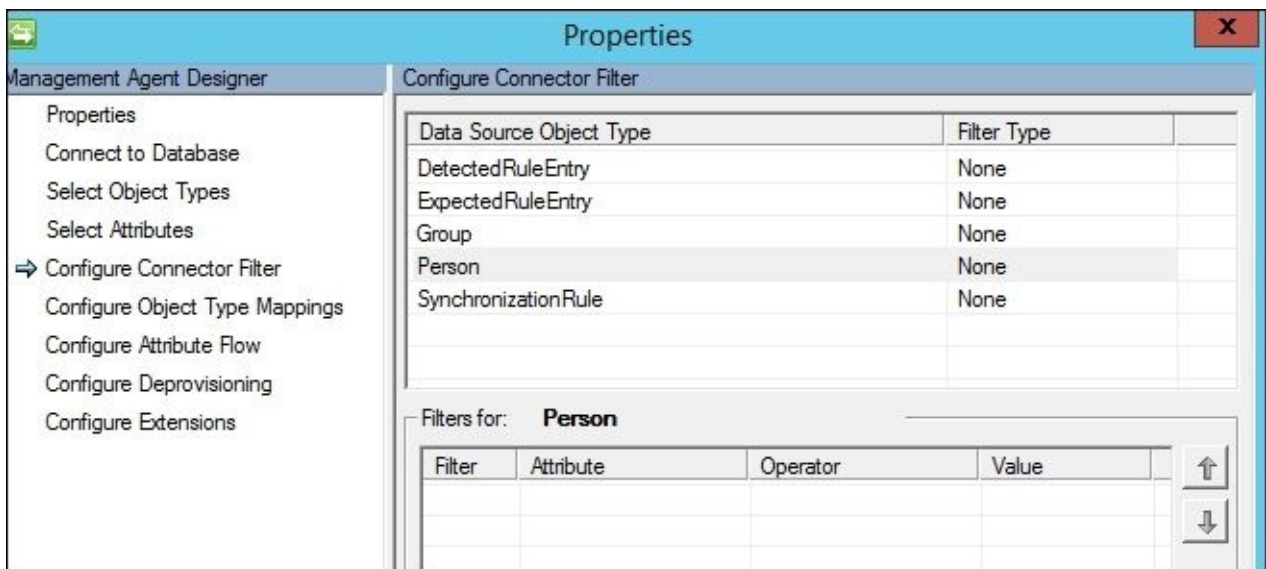 Properties
X
Management Agent Designer
Properties
Connect to Database
Select Object Types
Select Attributes
Configure Connector Filter
Configure Object Type Mappings
Configure Attribute Flow
Configure Deprovisioning
Configure Extensions
Configure Connector Filter
Data Source Object Type Filter Type
DetectedRuleEntry None
ExpectedRuleEntry None
Group None
Person None
SynchronizationRule None
Filters for: Person
Filter Attribute Operator Value